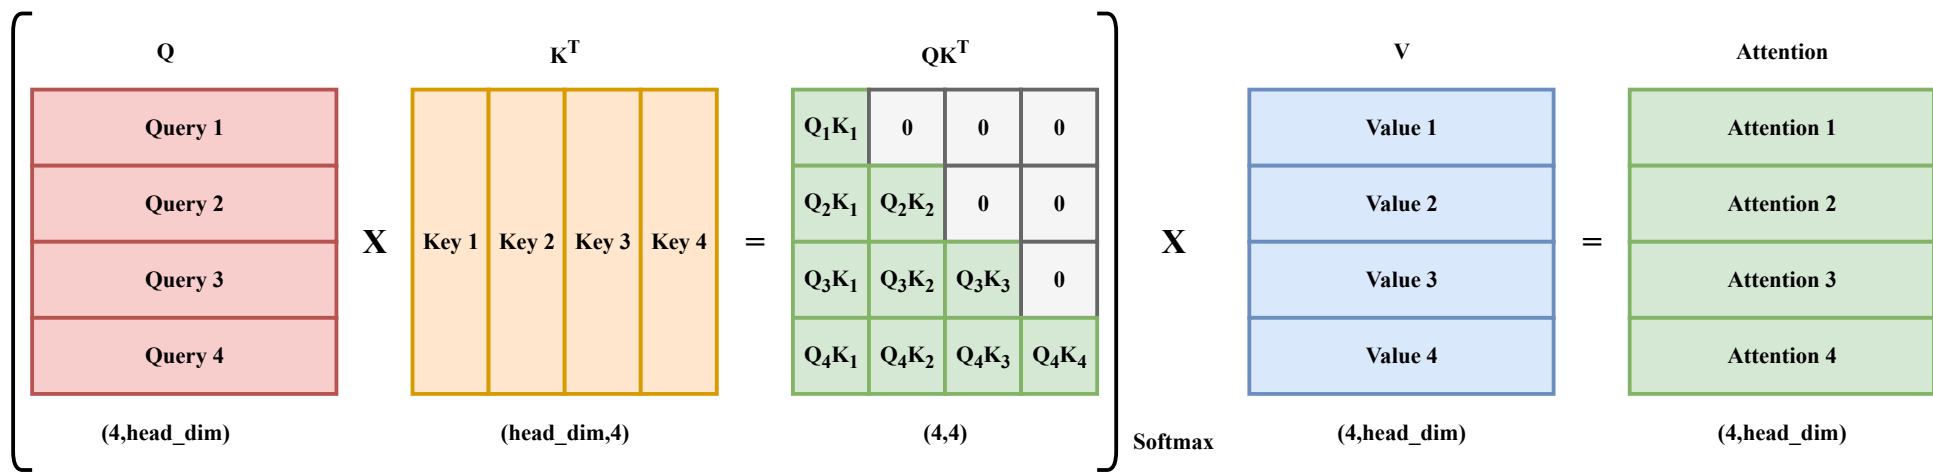 Q
K^T
QK^T
V
Attention
Query 1
Query 2
Query 3
Query 4
X
Key 1 Key 2 Key 3 Key 4
=
Q₁K₁ 0 0 0
Q₂K₁ Q₂K₂ 0 0
Q₃K₁ Q₃K₂ Q₃K₃ 0
Q₄K₁ Q₄K₂ Q₄K₃ Q₄K₄
X
Value 1
Value 2
Value 3
Value 4
=
Attention 1
Attention 2
Attention 3
Attention 4
(4,head_dim)
(head_dim,4)
(4,4)
Softmax
(4,head_dim)
(4,head_dim)